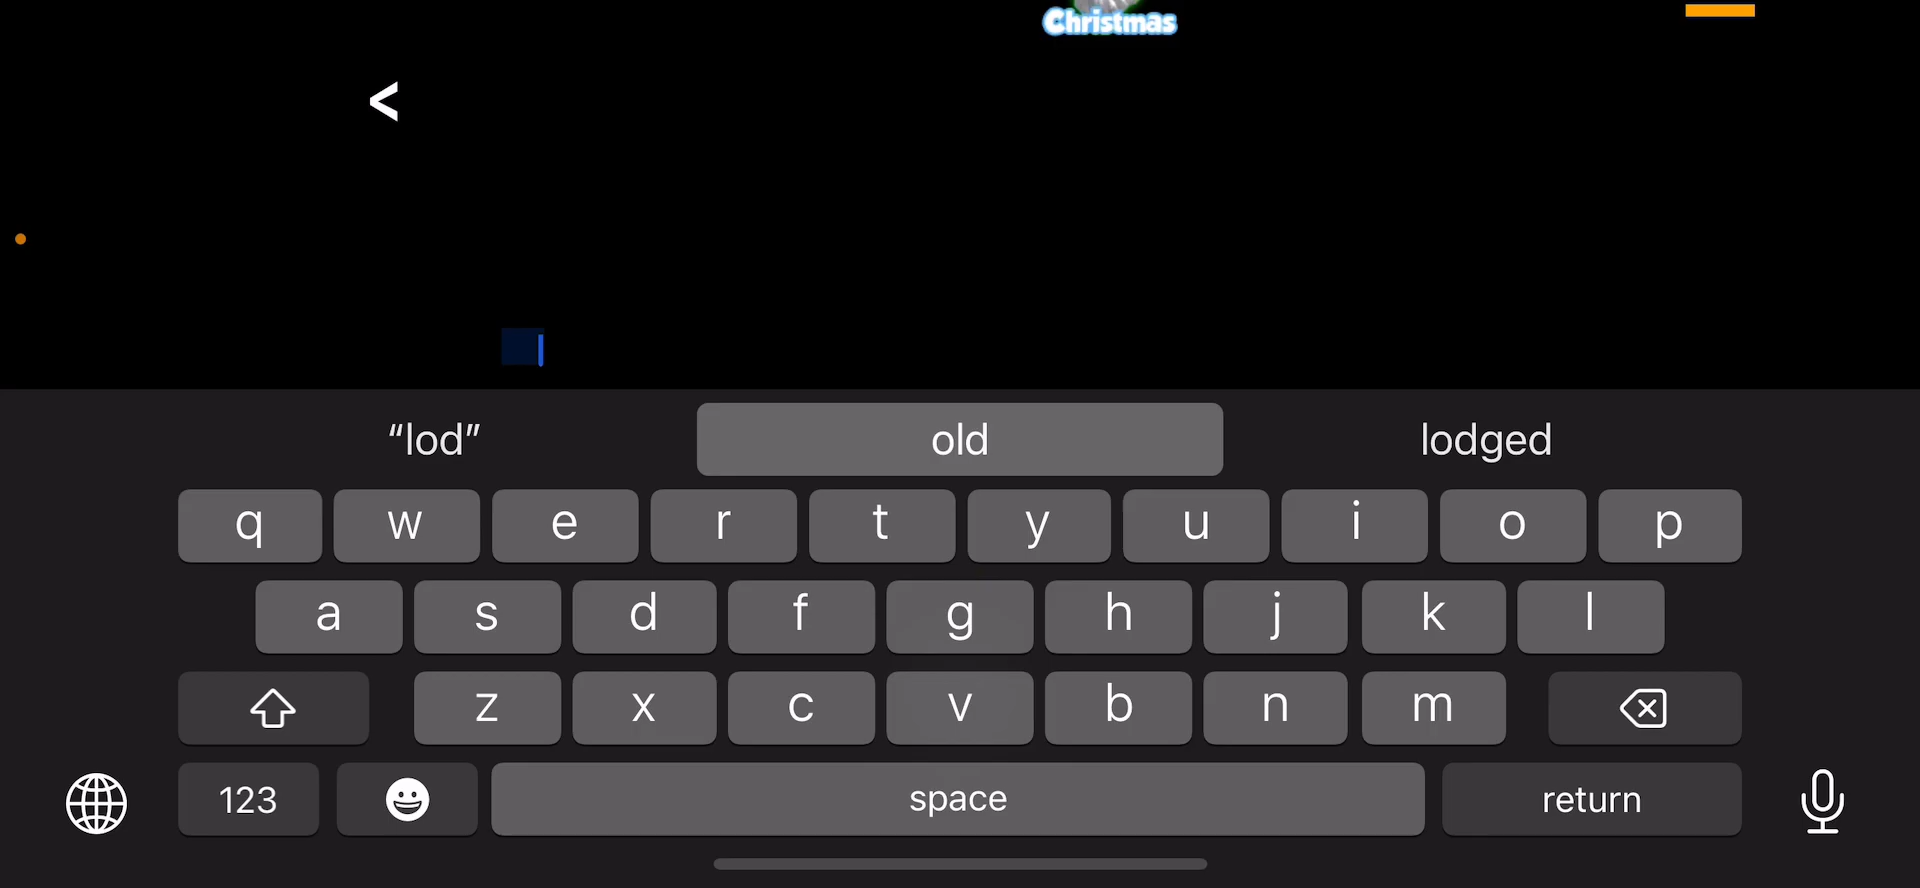 Christmas
<
“lod” old lodged
q w e r t y u i o p
a s d f g h j k l
z x c v b n m
123 space return